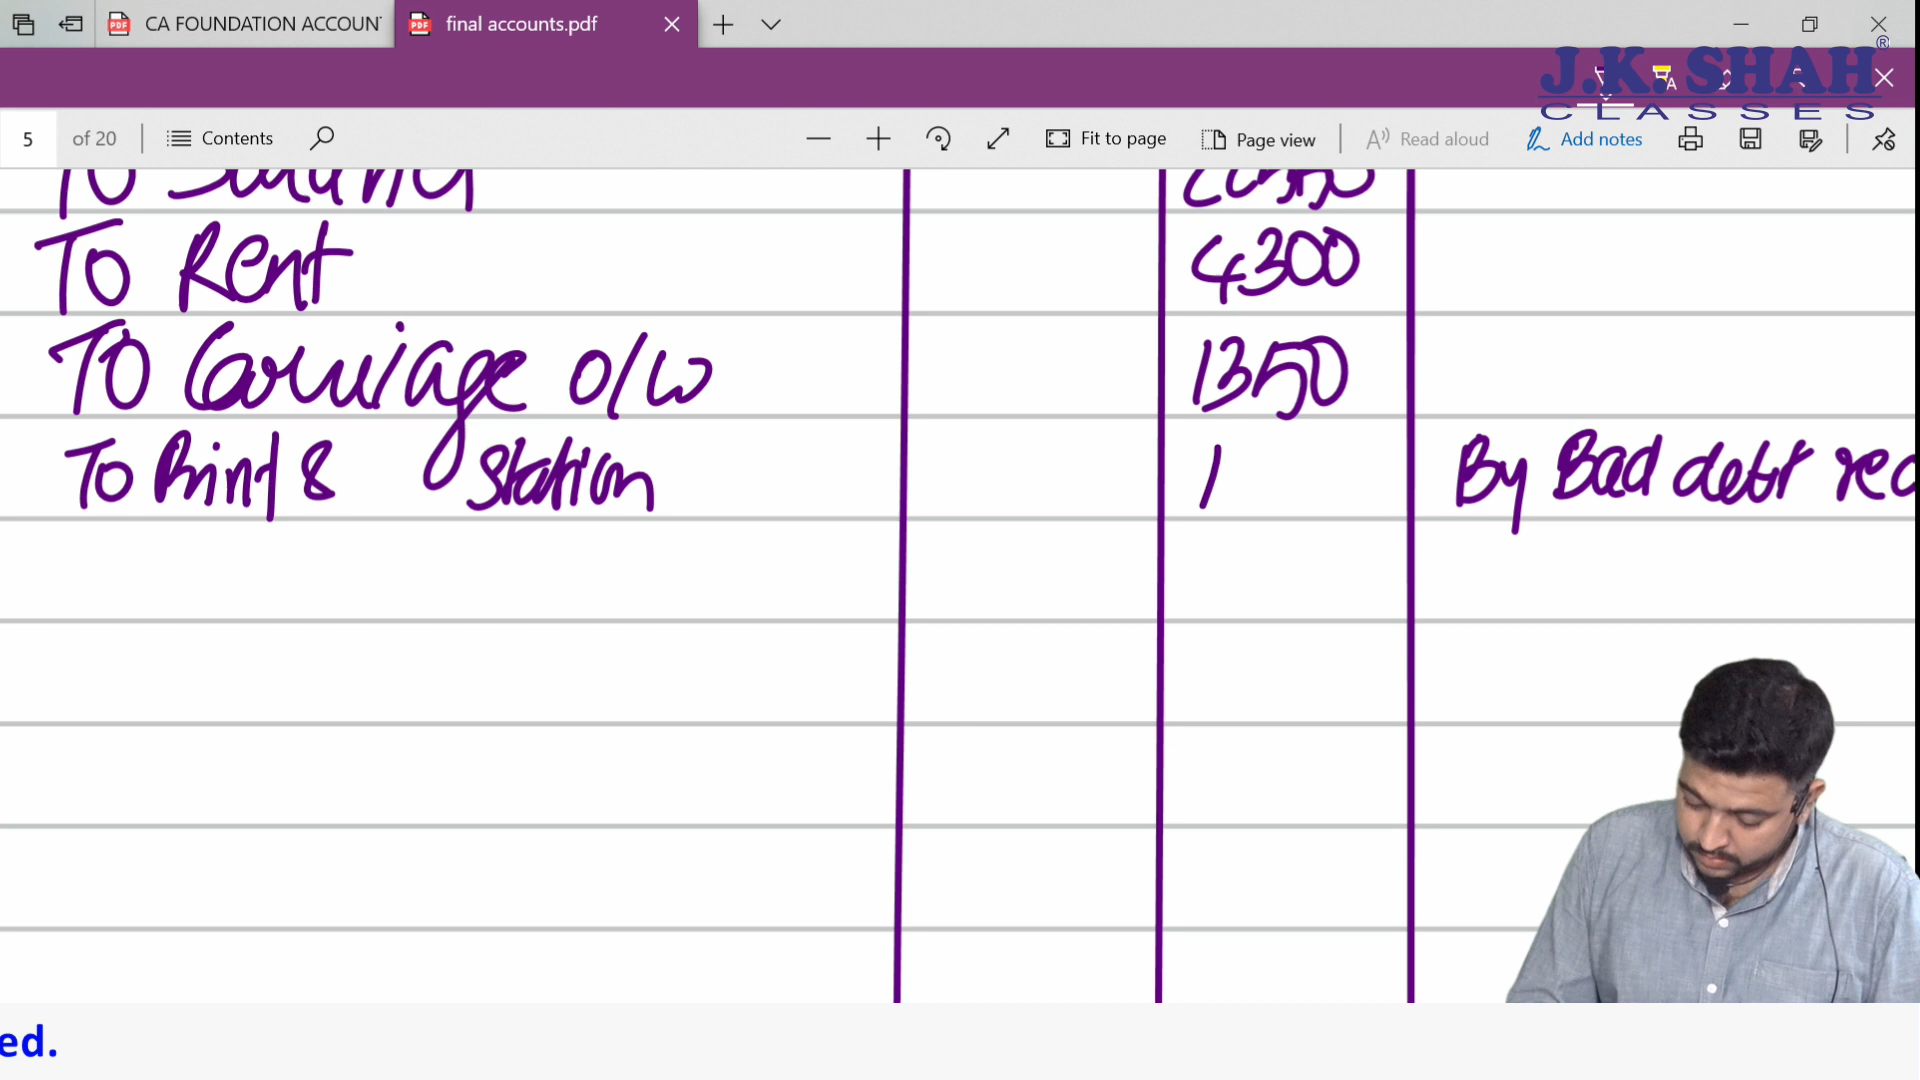 CA FOUNDATION ACCOUN
final accounts.pdf
J.K. SHAH®
CLASSES
5 of 20 Contents Fit to page Page view Read aloud Add notes
To Rent 4300
To Carriage o/w 1350
To Print & Station 1 By Bad debt rec
ed.